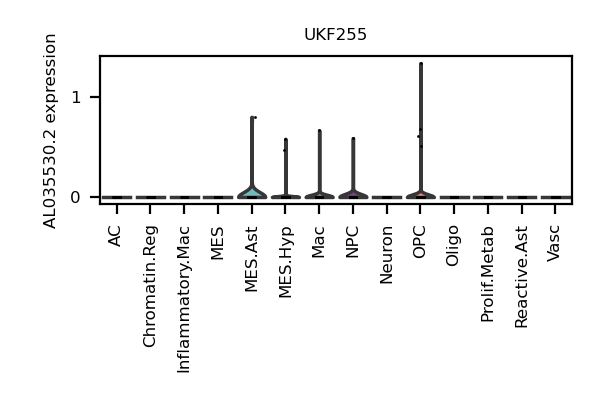 UKF255
AL035530.2 expression
1
0
AC
Chromatin.Reg
Inflammatory.Mac
MES
MES.Ast
MES.Hyp
Mac
NPC
Neuron
OPC
Oligo
Prolif.Metab
Reactive.Ast
Vasc